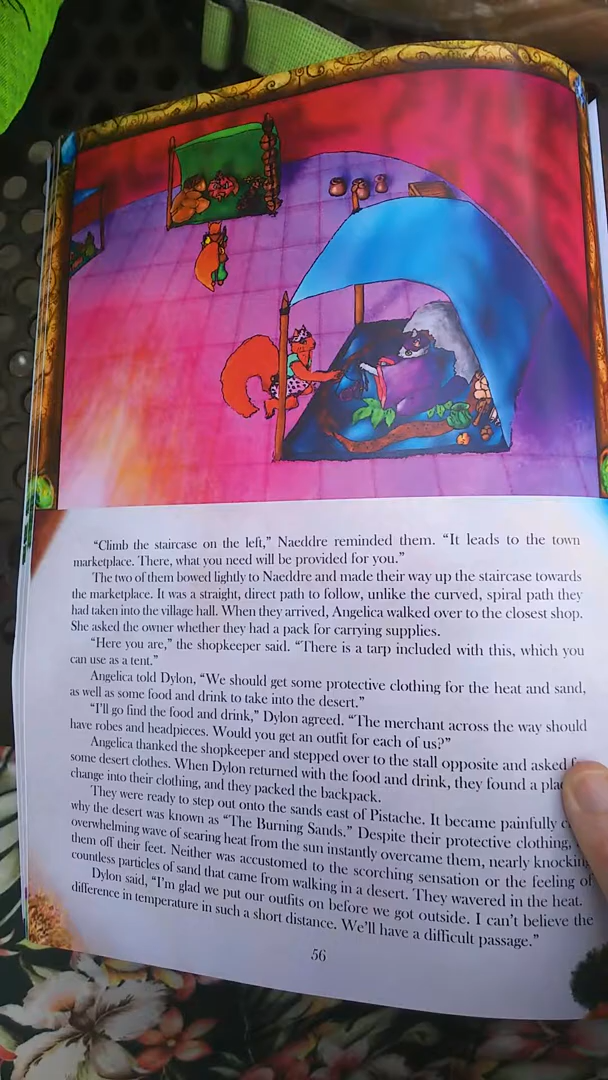 “Climb the staircase on the left,” Naeddre reminded them. “It leads to the town
marketplace. There, what you need will be provided for you.”
The two of them bowed lightly to Naeddre and made their way up the staircase towards
the marketplace. It was a straight, direct path to follow, unlike the curved, spiral path they
had taken into the village hall. When they arrived, Angelica walked over to the closest shop.
She asked the owner whether they had a pack for carrying supplies.
“Here you are,” the shopkeeper said. “There is a tarp included with this, which you
can use as a tent.”
Angelica told Dylon, “We should get some protective clothing for the heat and sand,
as well as some food and drink to take into the desert.”
“I’ll go find the food and drink,” Dylon agreed. “The merchant across the way should
have robes and headpieces. Would you get an outfit for each of us?”
Angelica thanked the shopkeeper and stepped over to the stall opposite and asked
some desert clothes. When Dylon returned with the food and drink, they found a
change into their clothing, and they packed the backpack.
They were ready to step out onto the sands east of Pistache. It became painfully
why the desert was known as “The Burning Sands.” Despite their protective clothing,
overwhelming wave of searing heat from the sun instantly overcame them, nearly knocking
them off their feet. Neither was accustomed to the scorching sensation or the feeling of
countless particles of sand that came from walking in a desert. They wavered in the heat.
Dylon said, “I’m glad we put our outfits on before we got outside. I can’t believe the
difference in temperature in such a short distance. We’ll have a difficult passage.”
56